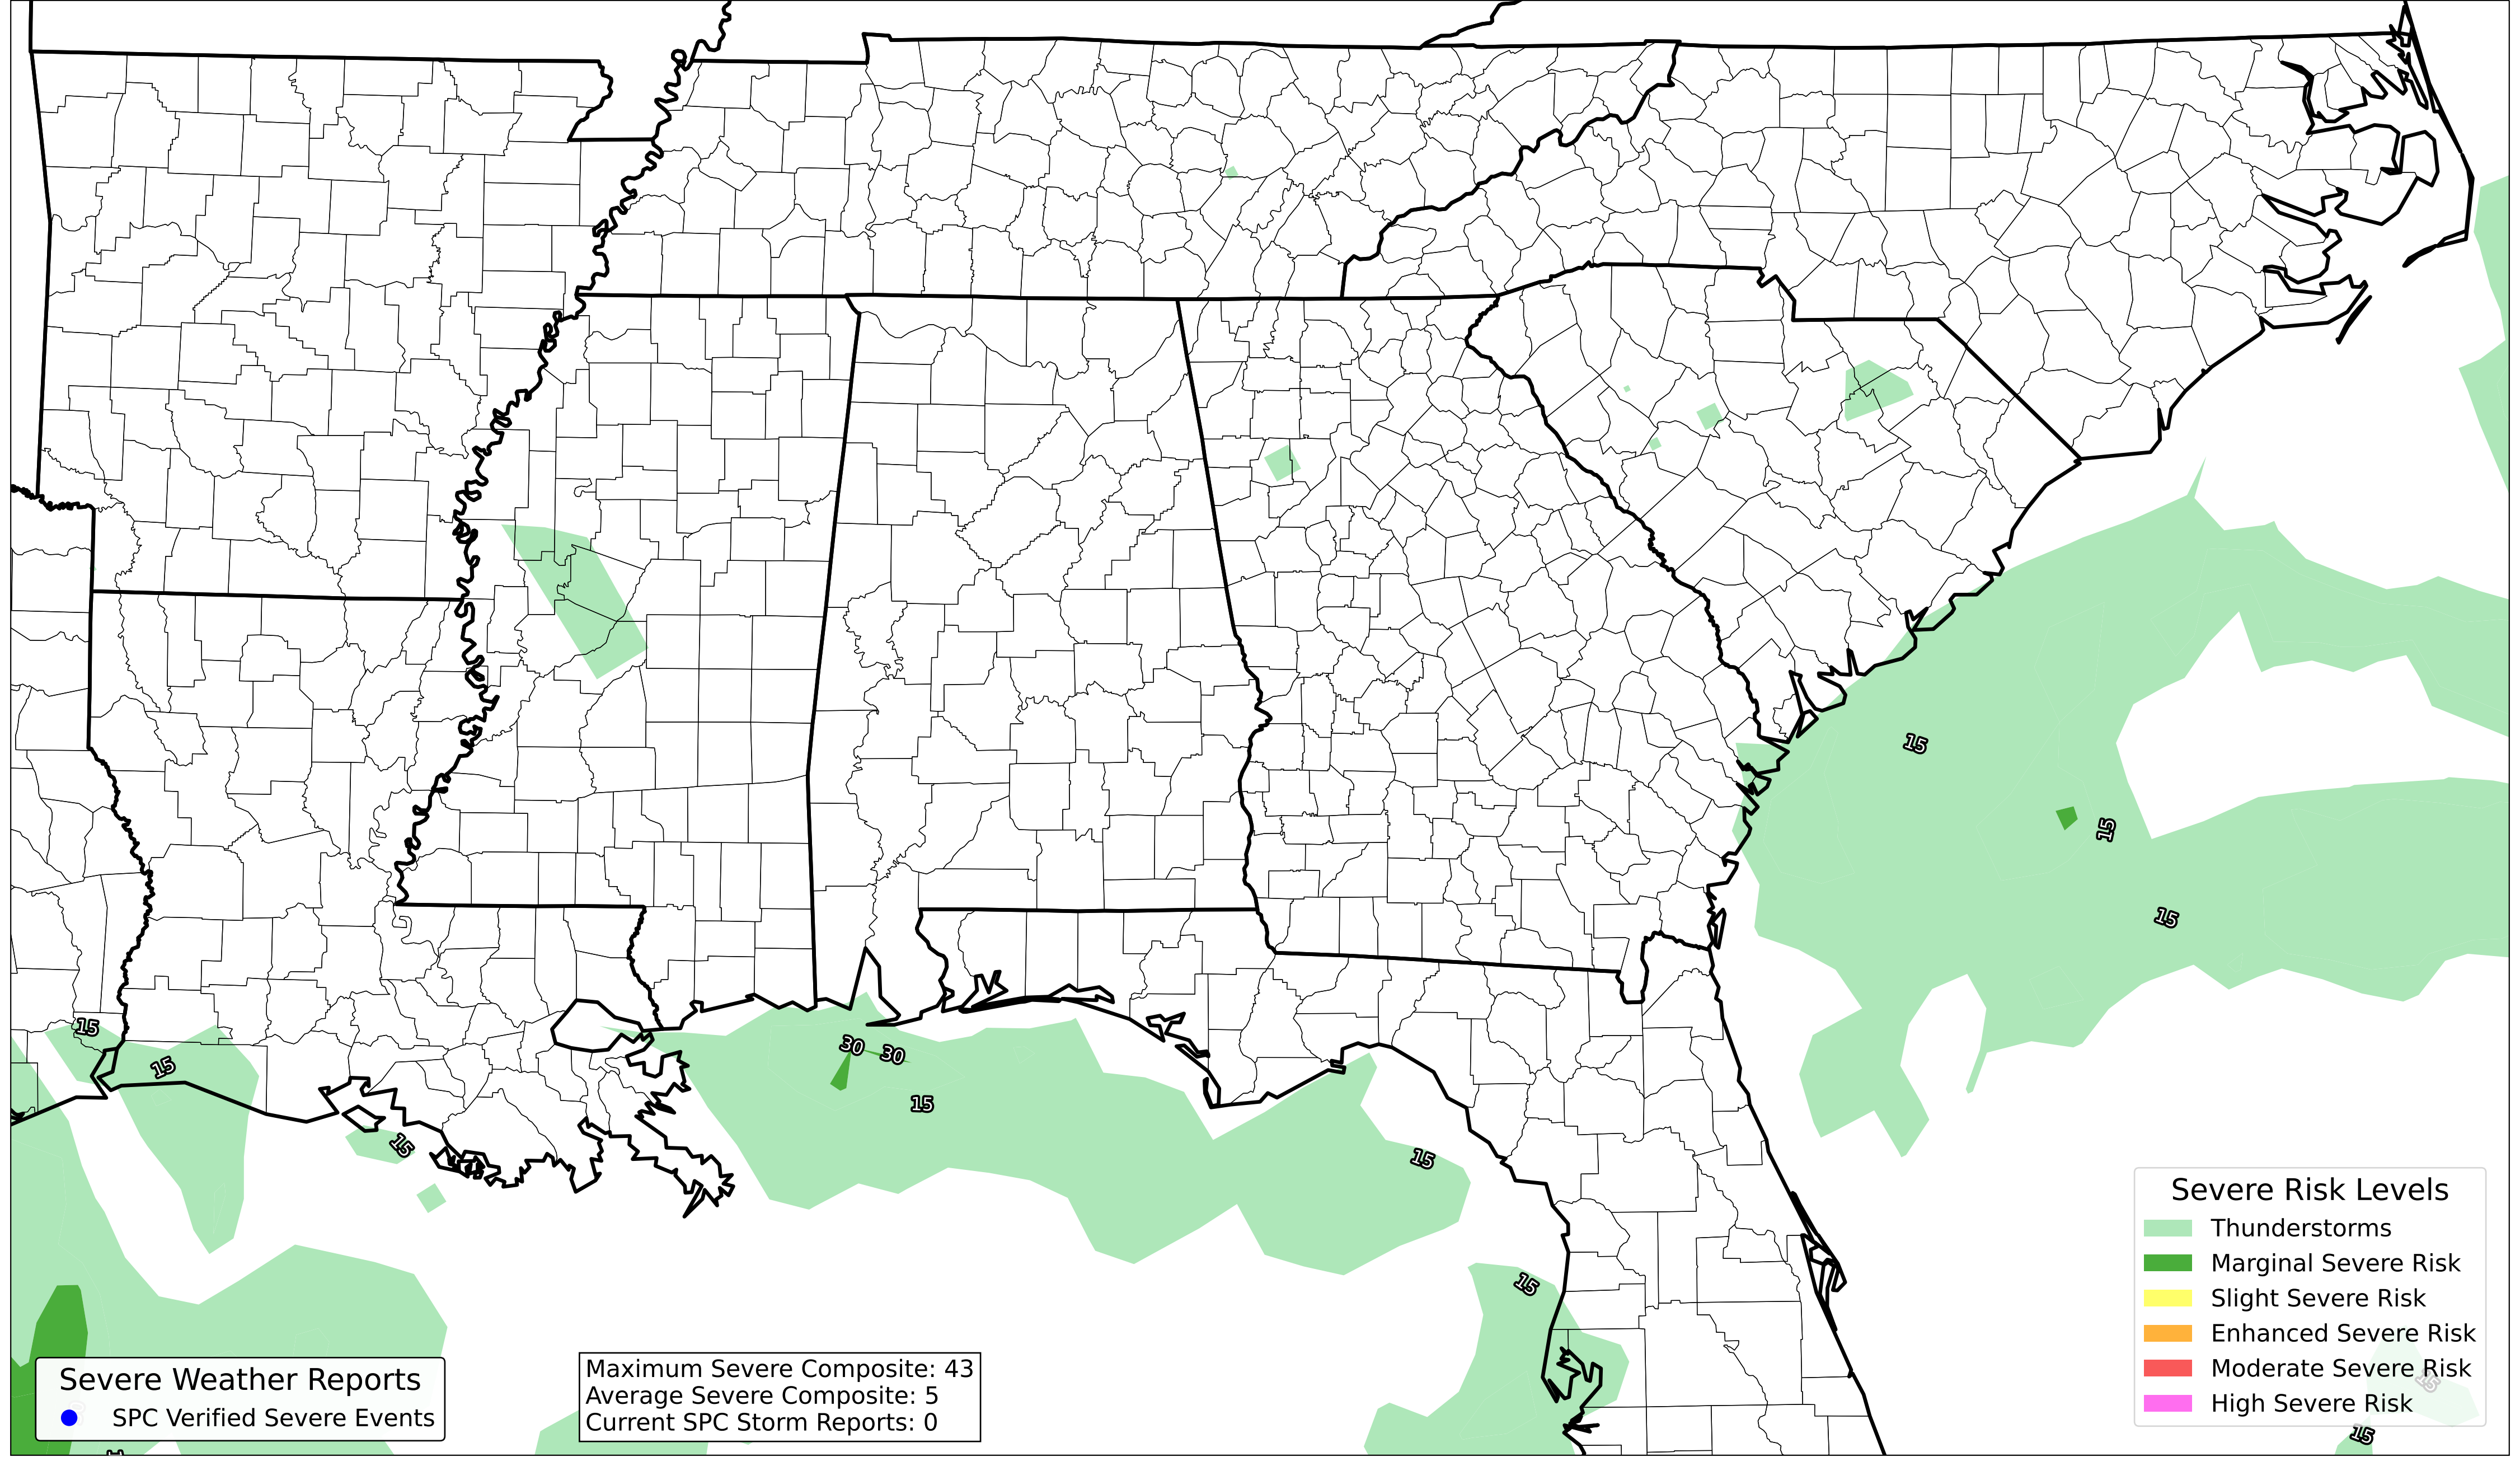 15
15
15
30
30
15
15
15
15
15
15
Severe Risk Levels
Thunderstorms
Marginal Severe Risk
Slight Severe Risk
Enhanced Severe Risk
Moderate Severe Risk
High Severe Risk
15
15
Severe Weather Reports
SPC Verified Severe Events
Maximum Severe Composite: 43
Average Severe Composite: 5
Current SPC Storm Reports: 0